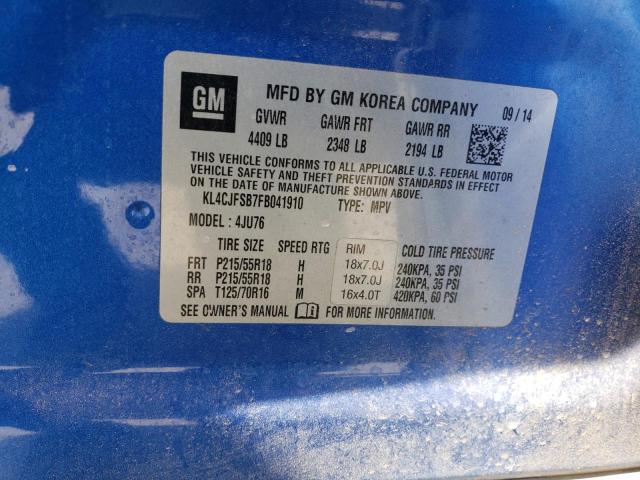 GM
MFD BY GM KOREA COMPANY 09/14
GVWR GAWR FRT GAWR RR
4409 LB 2348 LB 2194 LB
THIS VEHICLE CONFORMS TO ALL APPLICABLE U.S. FEDERAL MOTOR
VEHICLE SAFETY AND THEFT PREVENTION STANDARDS IN EFFECT
ON THE DATE OF MANUFACTURE SHOWN ABOVE.
KL4CJFSB7FB041910 TYPE: MPV
MODEL : 4JU76
TIRE SIZE SPEED RTG RIM COLD TIRE PRESSURE
FRT P215/55R18 H 18x7.0J 240KPA, 35 PSI
RR P215/55R18 H 18x7.0J 240KPA, 35 PSI
SPA T125/70R16 M 16x4.0T 420KPA, 60 PSI
SEE OWNER'S MANUAL i FOR MORE INFORMATION